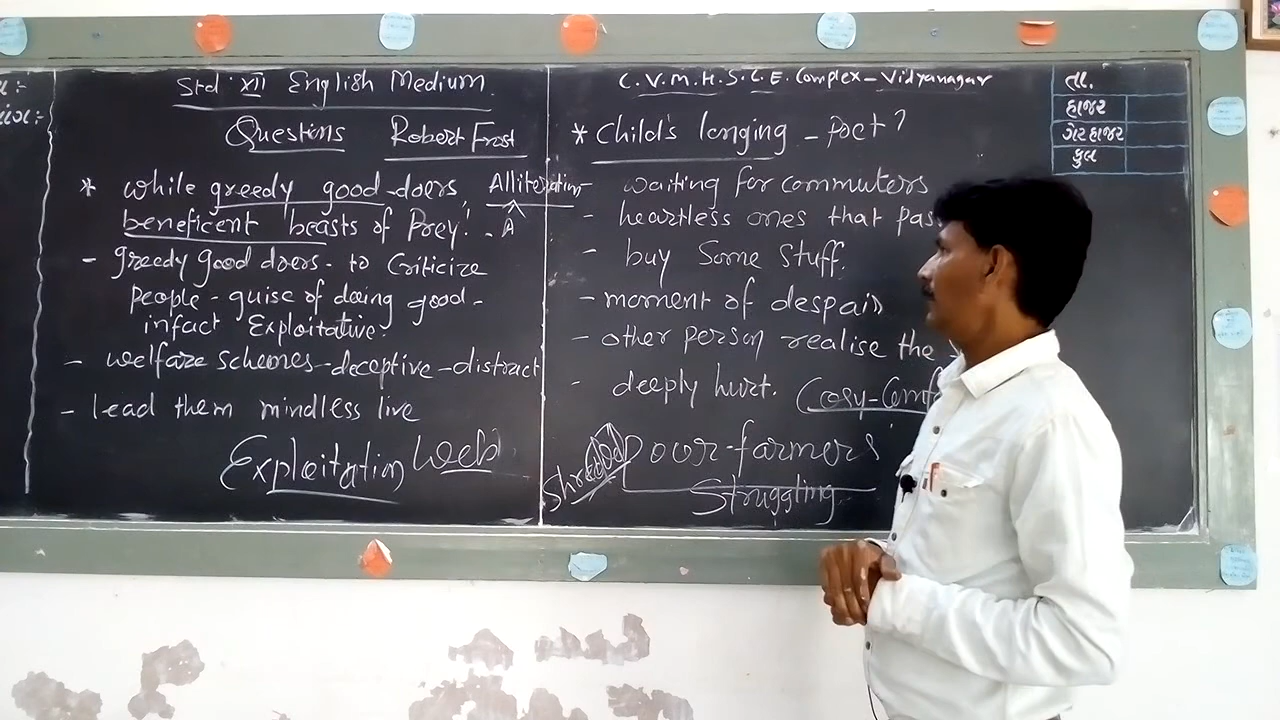 Std: XII English Medium
Questions Robert Frost
* while greedy good-doers, Alliteration
beneficent beasts of Prey! - A
- greedy good doers - to Criticize
people - guise of doing good -
infact Exploitative.
- welfare schemes - deceptive - distract
- lead them mindless live
Exploitation Web
C.V.M.H.S.C.E. Complex - Vidyanagar
* Child's longing - Poet?
- waiting for commuters
- heartless ones that pas
- buy Some Stuff.
- moment of despair
- other person realise the
- deeply hurt. Cosy-Comf
Shreded Poor-farmers
Struggling
તા.
હાજર
ગેરહાજર
કુલ